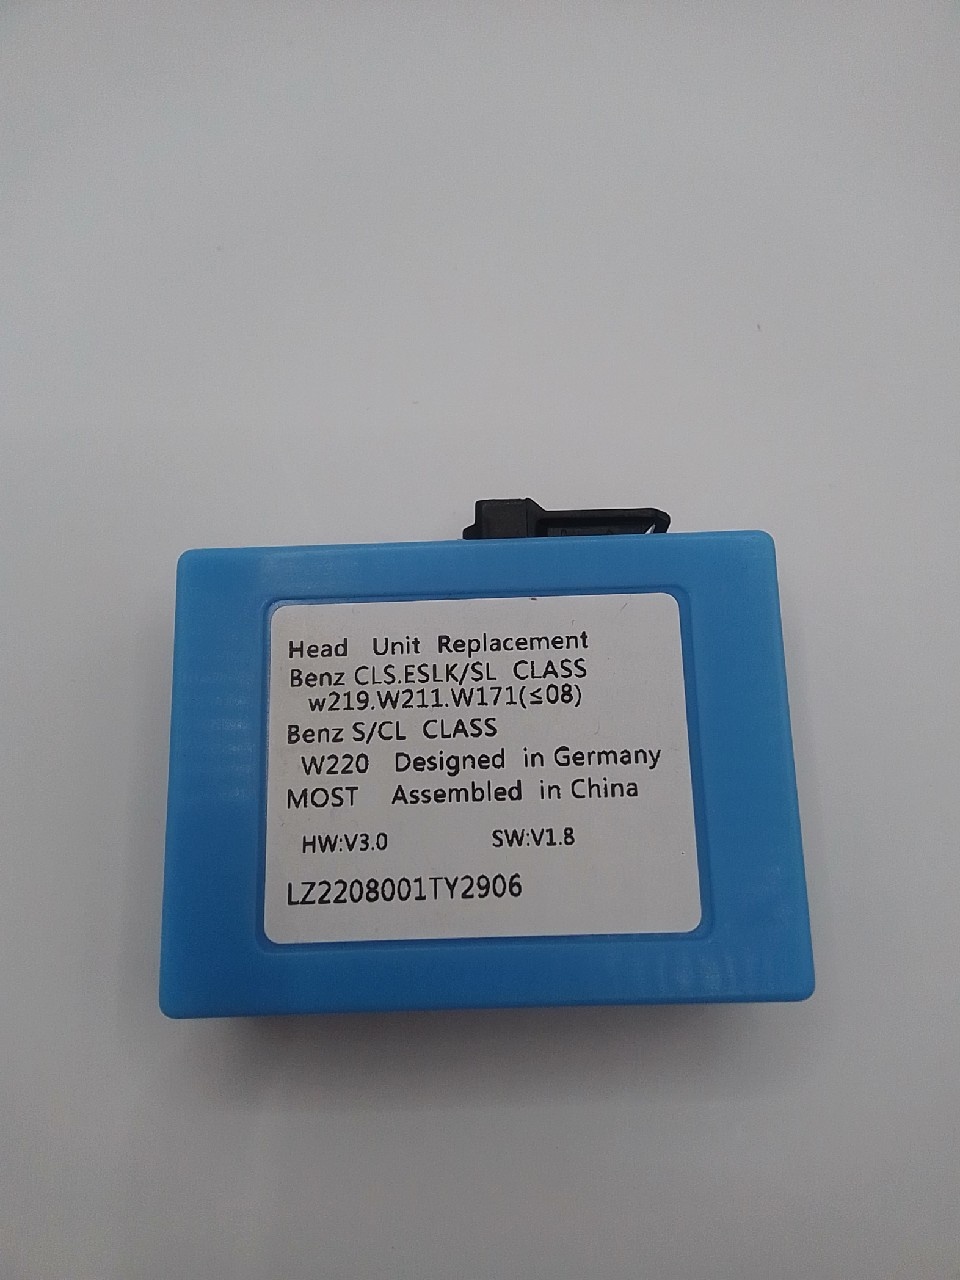 Head Unit Replacement
Benz CLS.ESLK/SL CLASS
w219.W211.W171(≤08)
Benz S/CL CLASS
W220 Designed in Germany
MOST Assembled in China
HW:V3.0 SW:V1.8
LZ2208001TY2906